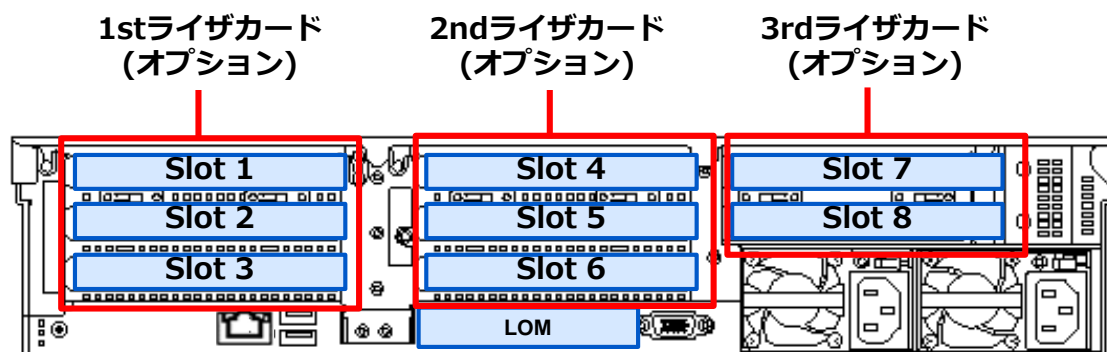 1stライザカード
(オプション)
2ndライザカード
(オプション)
3rdライザカード
(オプション)
Slot 1
Slot 4
Slot 7
Slot 2
Slot 5
Slot 8
Slot 3
Slot 6
LOM